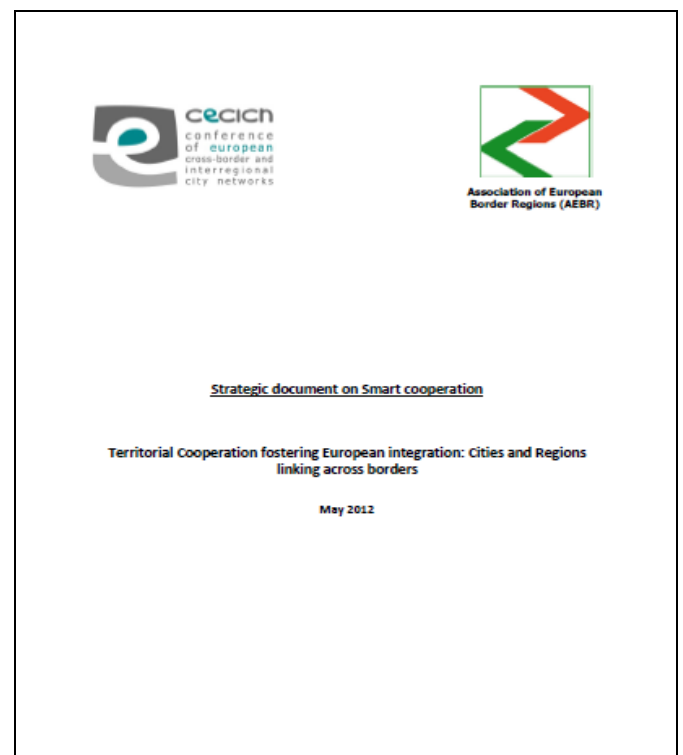 cecicn
conference
of european
cross-border and
interregional
city networks
Association of European
Border Regions (AEBR)
Strategic document on Smart cooperation
Territorial Cooperation fostering European integration: Cities and Regions
linking across borders
May 2012